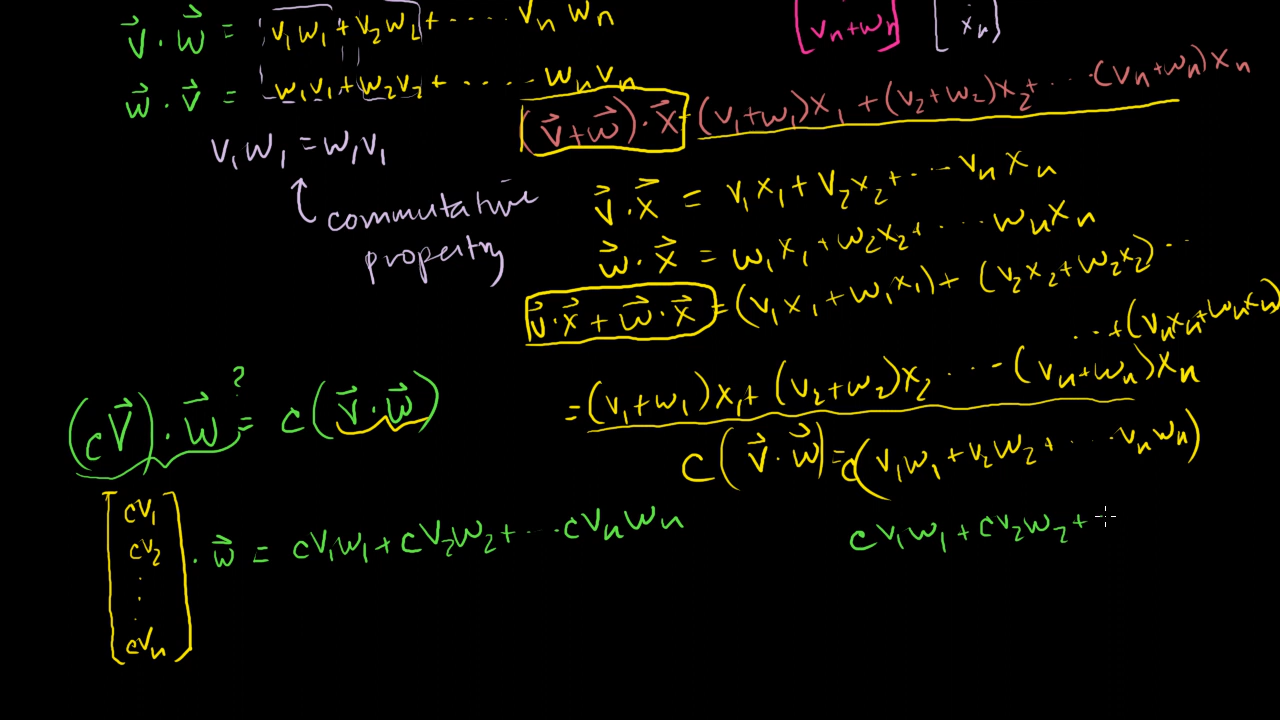 v⃗ · w⃗ = v₁w₁ + v₂w₂ + ····· vₙwₙ
[vₙ+wₙ] [xₙ]
w⃗ · v⃗ = w₁v₁ + w₂v₂ + ······ wₙvₙ
(v⃗+w⃗)·x⃗ = (v₁+w₁)x₁ + (v₂+w₂)x₂+ ···(vₙ+wₙ)xₙ
v₁w₁ = w₁v₁
commutative
property
v⃗·x⃗ = v₁x₁ + v₂x₂+ ··· vₙxₙ
w⃗·x⃗ = w₁x₁ + w₂x₂+ ··· wₙxₙ
v⃗·x⃗ + w⃗·x⃗ = (v₁x₁ + w₁x₁) + (v₂x₂ + w₂x₂) ···
···+(vₙxₙ+wₙxₙ)
= (v₁+w₁)x₁ + (v₂+w₂)x₂ ···· (vₙ+wₙ)xₙ
(cv⃗)·w⃗ ?= c(v⃗·w⃗)
c(v⃗·w⃗) = c(v₁w₁ + v₂w₂ + ····· vₙwₙ)
cv₁
cv₂
·
·
·
cvₙ
· w⃗ = cv₁w₁ + cv₂w₂ + ··· cvₙwₙ
cv₁w₁ + cv₂w₂ + ·